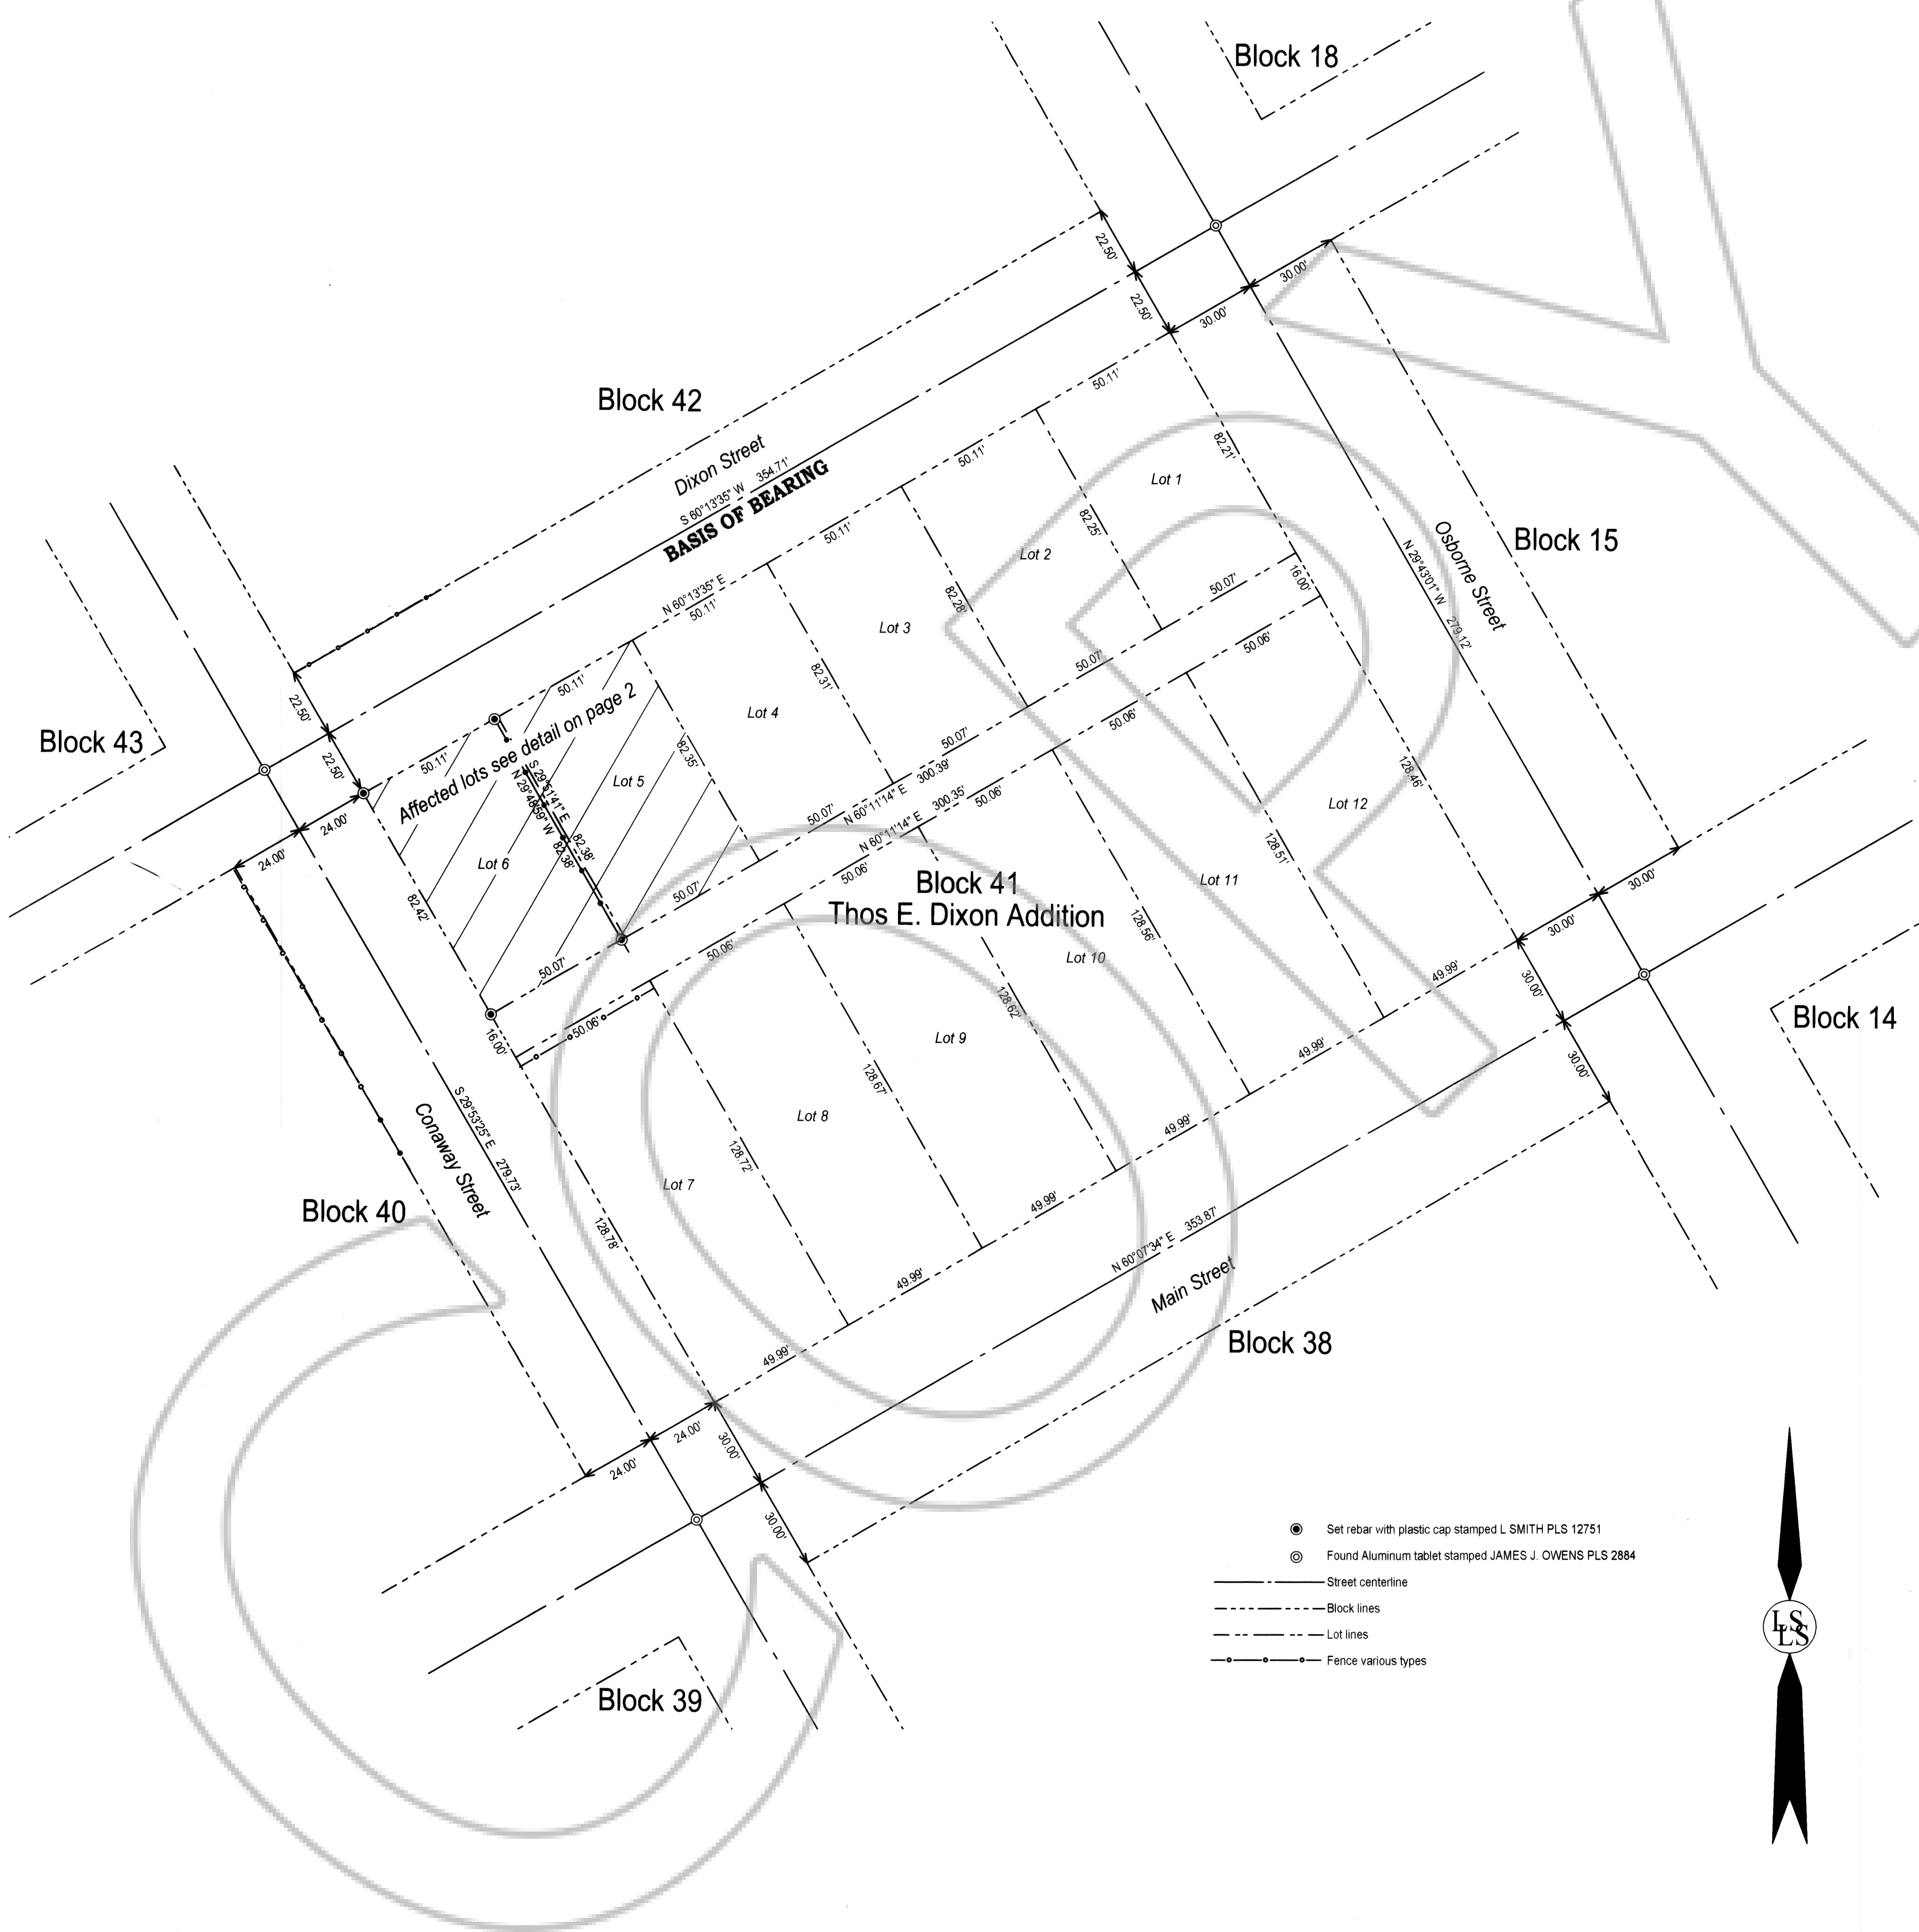 Block 18
22.50'
30.00'
22.50'
30.00'
Block 42
Dixon Street
S 60°13'35" W 354.71'
BASIS OF BEARING
50.11'
50.11'
50.11'
N 60°13'35" E
50.11'
50.11'
50.11'
82.21'
Lot 1
82.25'
Lot 2
82.28'
Lot 3
82.31'
Lot 4
82.35'
Lot 5
Lot 6
82.42'
Block 15
Osborne Street
N 29°43'01" W 279.12'
16.00'
50.07'
50.07'
50.07'
50.07'
50.07'
50.07'
300.39'
N 60°11'14" E
300.35'
N 60°11'14" E
50.06'
50.06'
50.06'
50.06'
50.06'
50.06'
Affected lots see detail on page 2
S 29°51'41" E 82.38'
N 29°48'59" W 82.38'
Block 43
22.50'
22.50'
24.00'
24.00'
Block 41
Thos E. Dixon Addition
Lot 12
128.46'
Lot 11
128.51'
Lot 10
128.56'
Lot 9
128.62'
Lot 8
128.67'
Lot 7
128.72'
128.78'
16.00'
Conaway Street
S 29°53'25" E 279.73'
Block 40
30.00'
30.00'
30.00'
30.00'
Block 14
49.99'
49.99'
49.99'
49.99'
49.99'
49.99'
N 60°07'34" E 353.87'
Main Street
Block 38
24.00'
24.00'
30.00'
30.00'
Block 39
Set rebar with plastic cap stamped L SMITH PLS 12751
Found Aluminum tablet stamped JAMES J. OWENS PLS 2884
Street centerline
Block lines
Lot lines
Fence various types
LS
LS
COPY